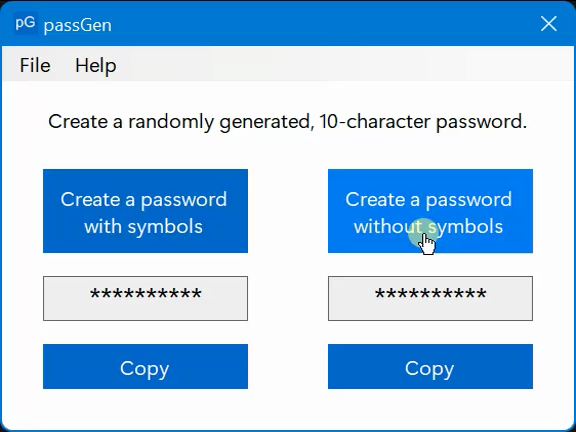 pG passGen
File Help
Create a randomly generated, 10-character password.
Create a password
with symbols
Create a password
without symbols
**********
**********
Copy
Copy